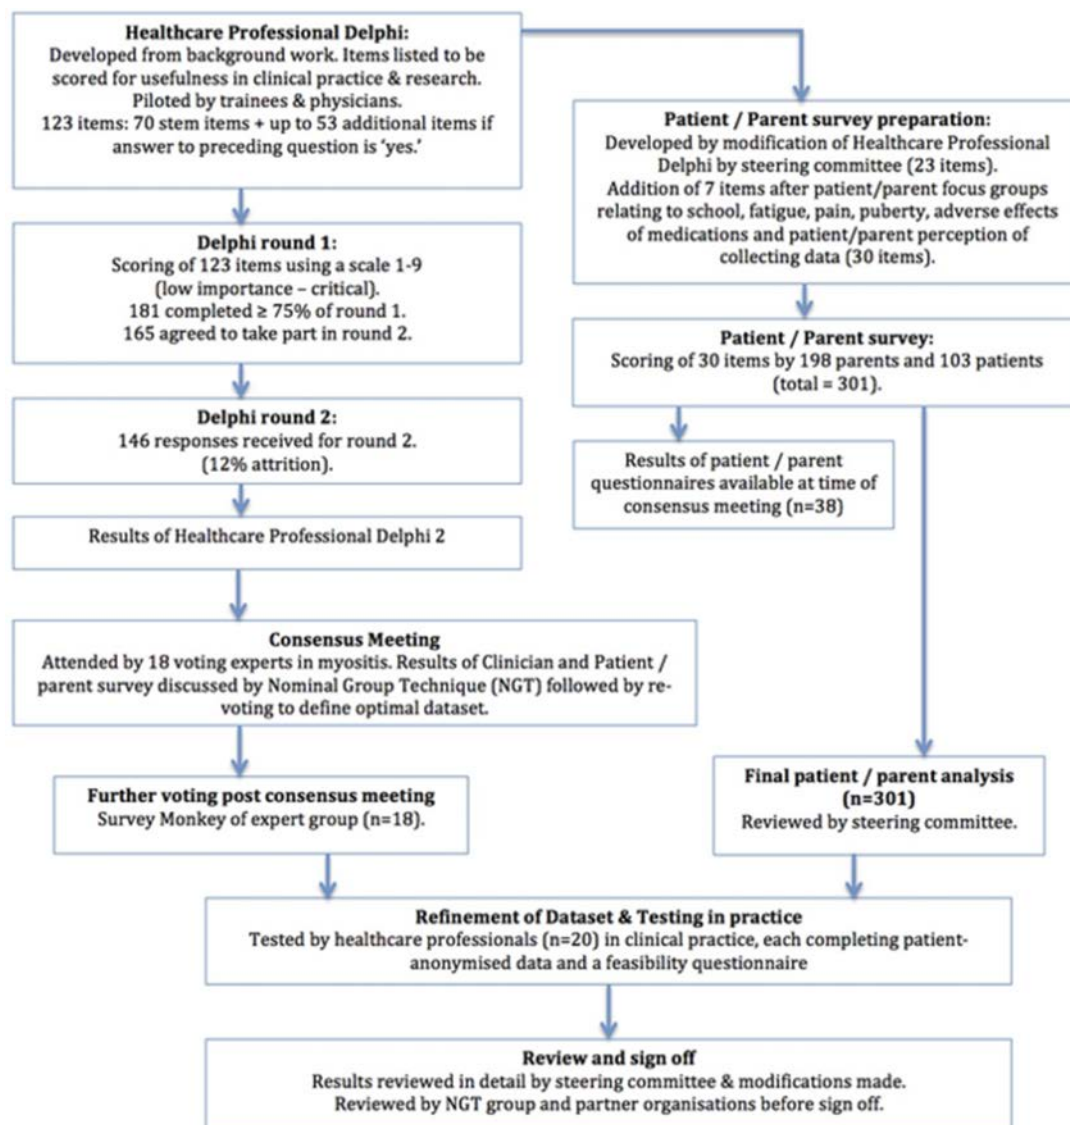 Healthcare Professional Delphi:
Developed from background work. Items listed to be
scored for usefulness in clinical practice & research.
Piloted by trainees & physicians.
123 items: 70 stem items + up to 53 additional items if
answer to preceding question is ‘yes.’
Patient / Parent survey preparation:
Developed by modification of Healthcare Professional
Delphi by steering committee (23 items).
Addition of 7 items after patient/parent focus groups
relating to school, fatigue, pain, puberty, adverse effects
of medications and patient/parent perception of
collecting data (30 items).
Delphi round 1:
Scoring of 123 items using a scale 1-9
(low importance – critical).
181 completed ≥ 75% of round 1.
165 agreed to take part in round 2.
Patient / Parent survey:
Scoring of 30 items by 198 parents and 103 patients
(total = 301).
Delphi round 2:
146 responses received for round 2.
(12% attrition).
Results of patient / parent
questionnaires available at time of
consensus meeting (n=38)
Results of Healthcare Professional Delphi 2
Consensus Meeting
Attended by 18 voting experts in myositis. Results of Clinician and Patient /
parent survey discussed by Nominal Group Technique (NGT) followed by re-
voting to define optimal dataset.
Further voting post consensus meeting
Survey Monkey of expert group (n=18).
Final patient / parent analysis
(n=301)
Reviewed by steering committee.
Refinement of Dataset & Testing in practice
Tested by healthcare professionals (n=20) in clinical practice, each completing patient-
anonymised data and a feasibility questionnaire
Review and sign off
Results reviewed in detail by steering committee & modifications made.
Reviewed by NGT group and partner organisations before sign off.